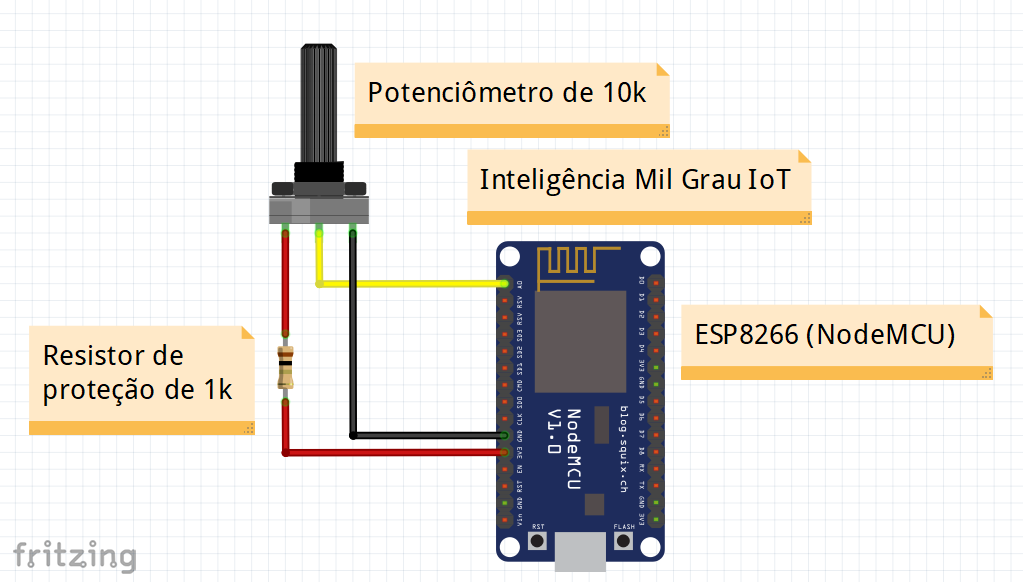 Potenciômetro de 10k
Inteligência Mil Grau IoT
ESP8266 (NodeMCU)
Resistor de
proteção de 1k
A0
RSV
RSV
SD3
SD2
SD1
CMD
SD0
CLK
GND
3V3
EN
RST
GND
Vin
D0
D1
D2
D3
D4
3V3
GND
D5
D6
D7
D8
RX
TX
GND
3V3
NodeMCU
V1.0
blog.squix.ch
RST
FLASH
fritzing